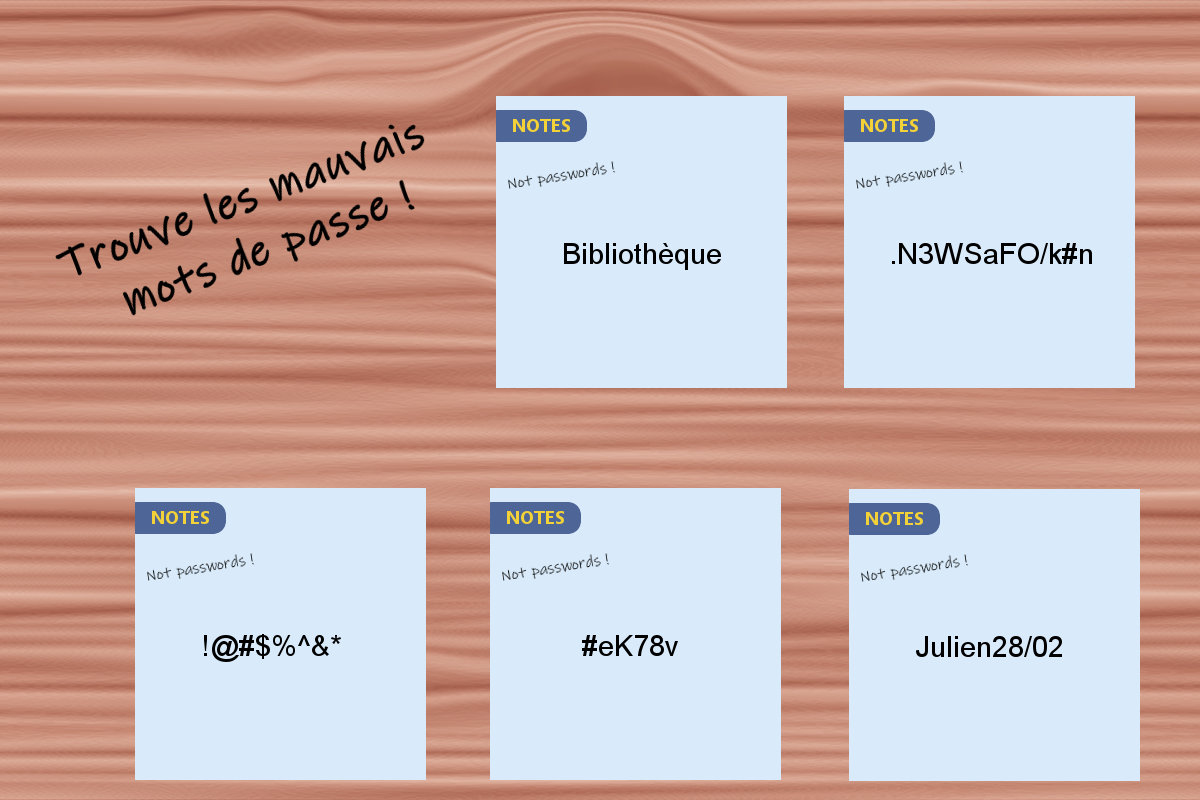 Trouve les mauvais
mots de passe !
NOTES
Not passwords !
Bibliothèque
NOTES
Not passwords !
.N3WSaFO/k#n
NOTES
Not passwords !
!@#$%^&*
NOTES
Not passwords !
#eK78v
NOTES
Not passwords !
Julien28/02